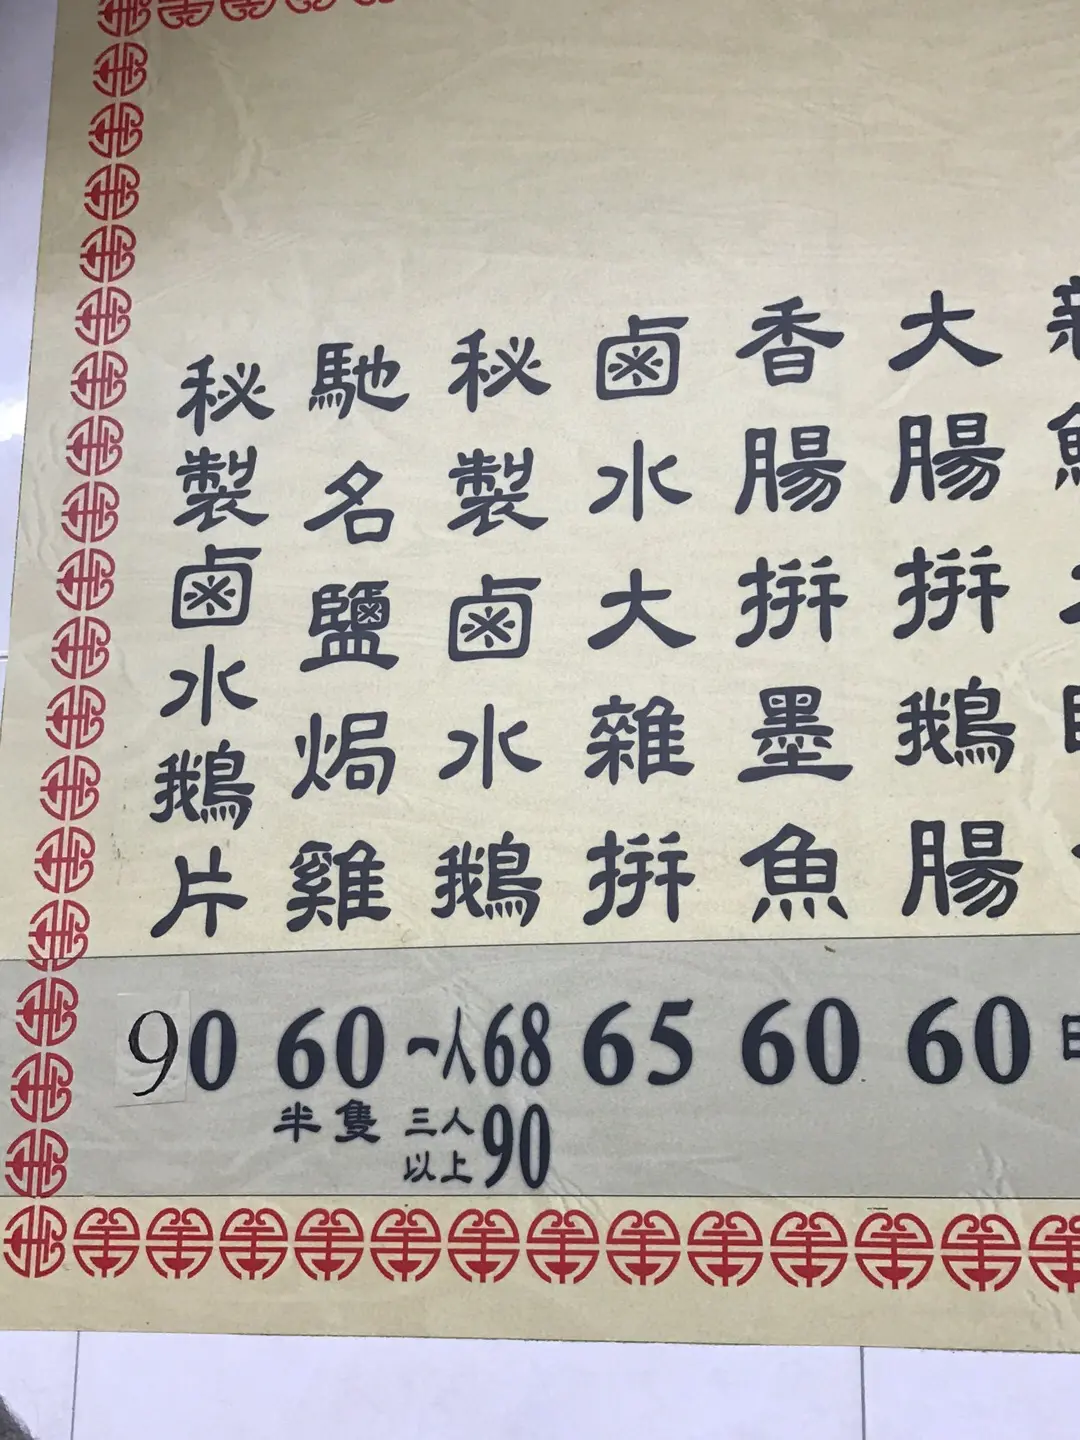 大腸拼鵝腸
60
香腸拼墨魚
60
鹵水大雜拼
65
秘製鹵水鵝
一人68
三人以上90
馳名鹽焗雞
60
半隻
秘製鹵水鵝片
90